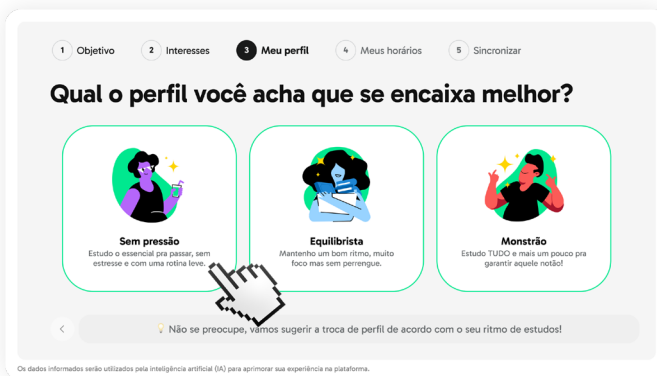 1 Objetivo 2 Interesses 3 Meu perfil 4 Meus horários 5 Sincronizar
Qual o perfil você acha que se encaixa melhor?
Sem pressão
Estudo o essencial pra passar, sem
estresse e com uma rotina leve.
Equilibrista
Mantenho um bom ritmo, muito
foco mas sem perrengue.
Monstrão
Estudo TUDO e mais um pouco pra
garantir aquele notão!
Não se preocupe, vamos sugerir a troca de perfil de acordo com o seu ritmo de estudos!
Os dados informados serão utilizados pela inteligência artificial (IA) para aprimorar sua experiência na plataforma.